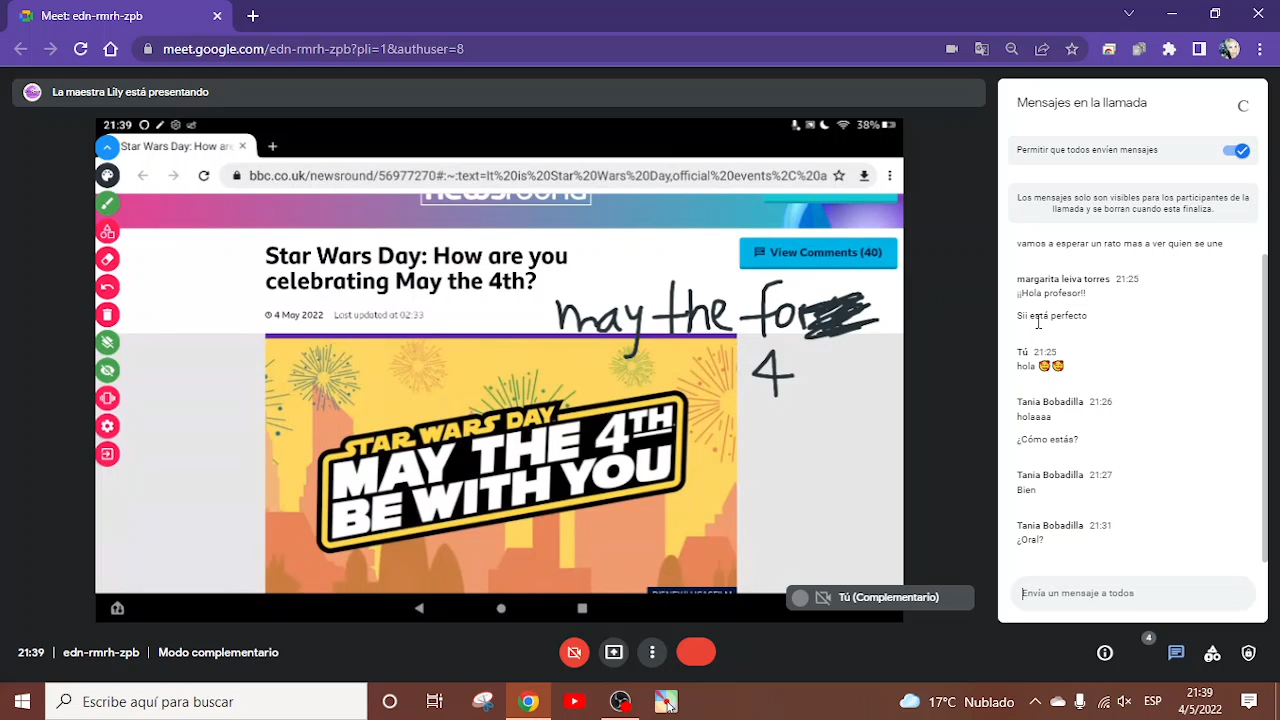 Meet-edn-rmrh-zpb
meet.google.com/edn-rmrh-zpb?pli=1&authuser=8
La maestra Lily está presentando
21:39
38%
Star Wars Day: How are
bbc.co.uk/newsround/56977270#:~:text=It%20is%20Star%20Wars%20Day,official%20events%2C%20a
newsround
Star Wars Day: How are you
celebrating May the 4th?
View Comments (40)
4 May 2022 Last updated at 02:33
may the for
4
STAR WARS DAY
MAY THE 4TH
BE WITH YOU
DISNEY/LUCASFILM
Tú (Complementario)
Mensajes en la llamada
Permitir que todos envíen mensajes
Los mensajes solo son visibles para los participantes de la
llamada y se borran cuando esta finaliza.
vamos a esperar un rato mas a ver quien se une
margarita leiva torres 21:25
¡¡Hola profesor!!
Sii está perfecto
Tú 21:25
hola 🥰🥰
Tania Bobadilla 21:26
holaaaa
¿Cómo estás?
Tania Bobadilla 21:27
Bien
Tania Bobadilla 21:31
¿Oral?
Envía un mensaje a todos
21:39 | edn-rmrh-zpb | Modo complementario
4
Escribe aquí para buscar
17°C Nublado
ESP
21:39
4/5/2022